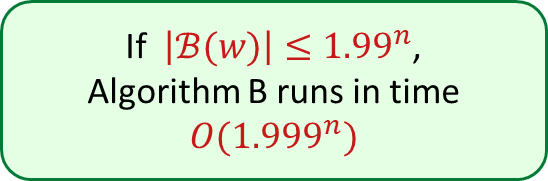 If |ℬ(w)| ≤ 1.99ⁿ,
Algorithm B runs in time
O(1.999ⁿ)